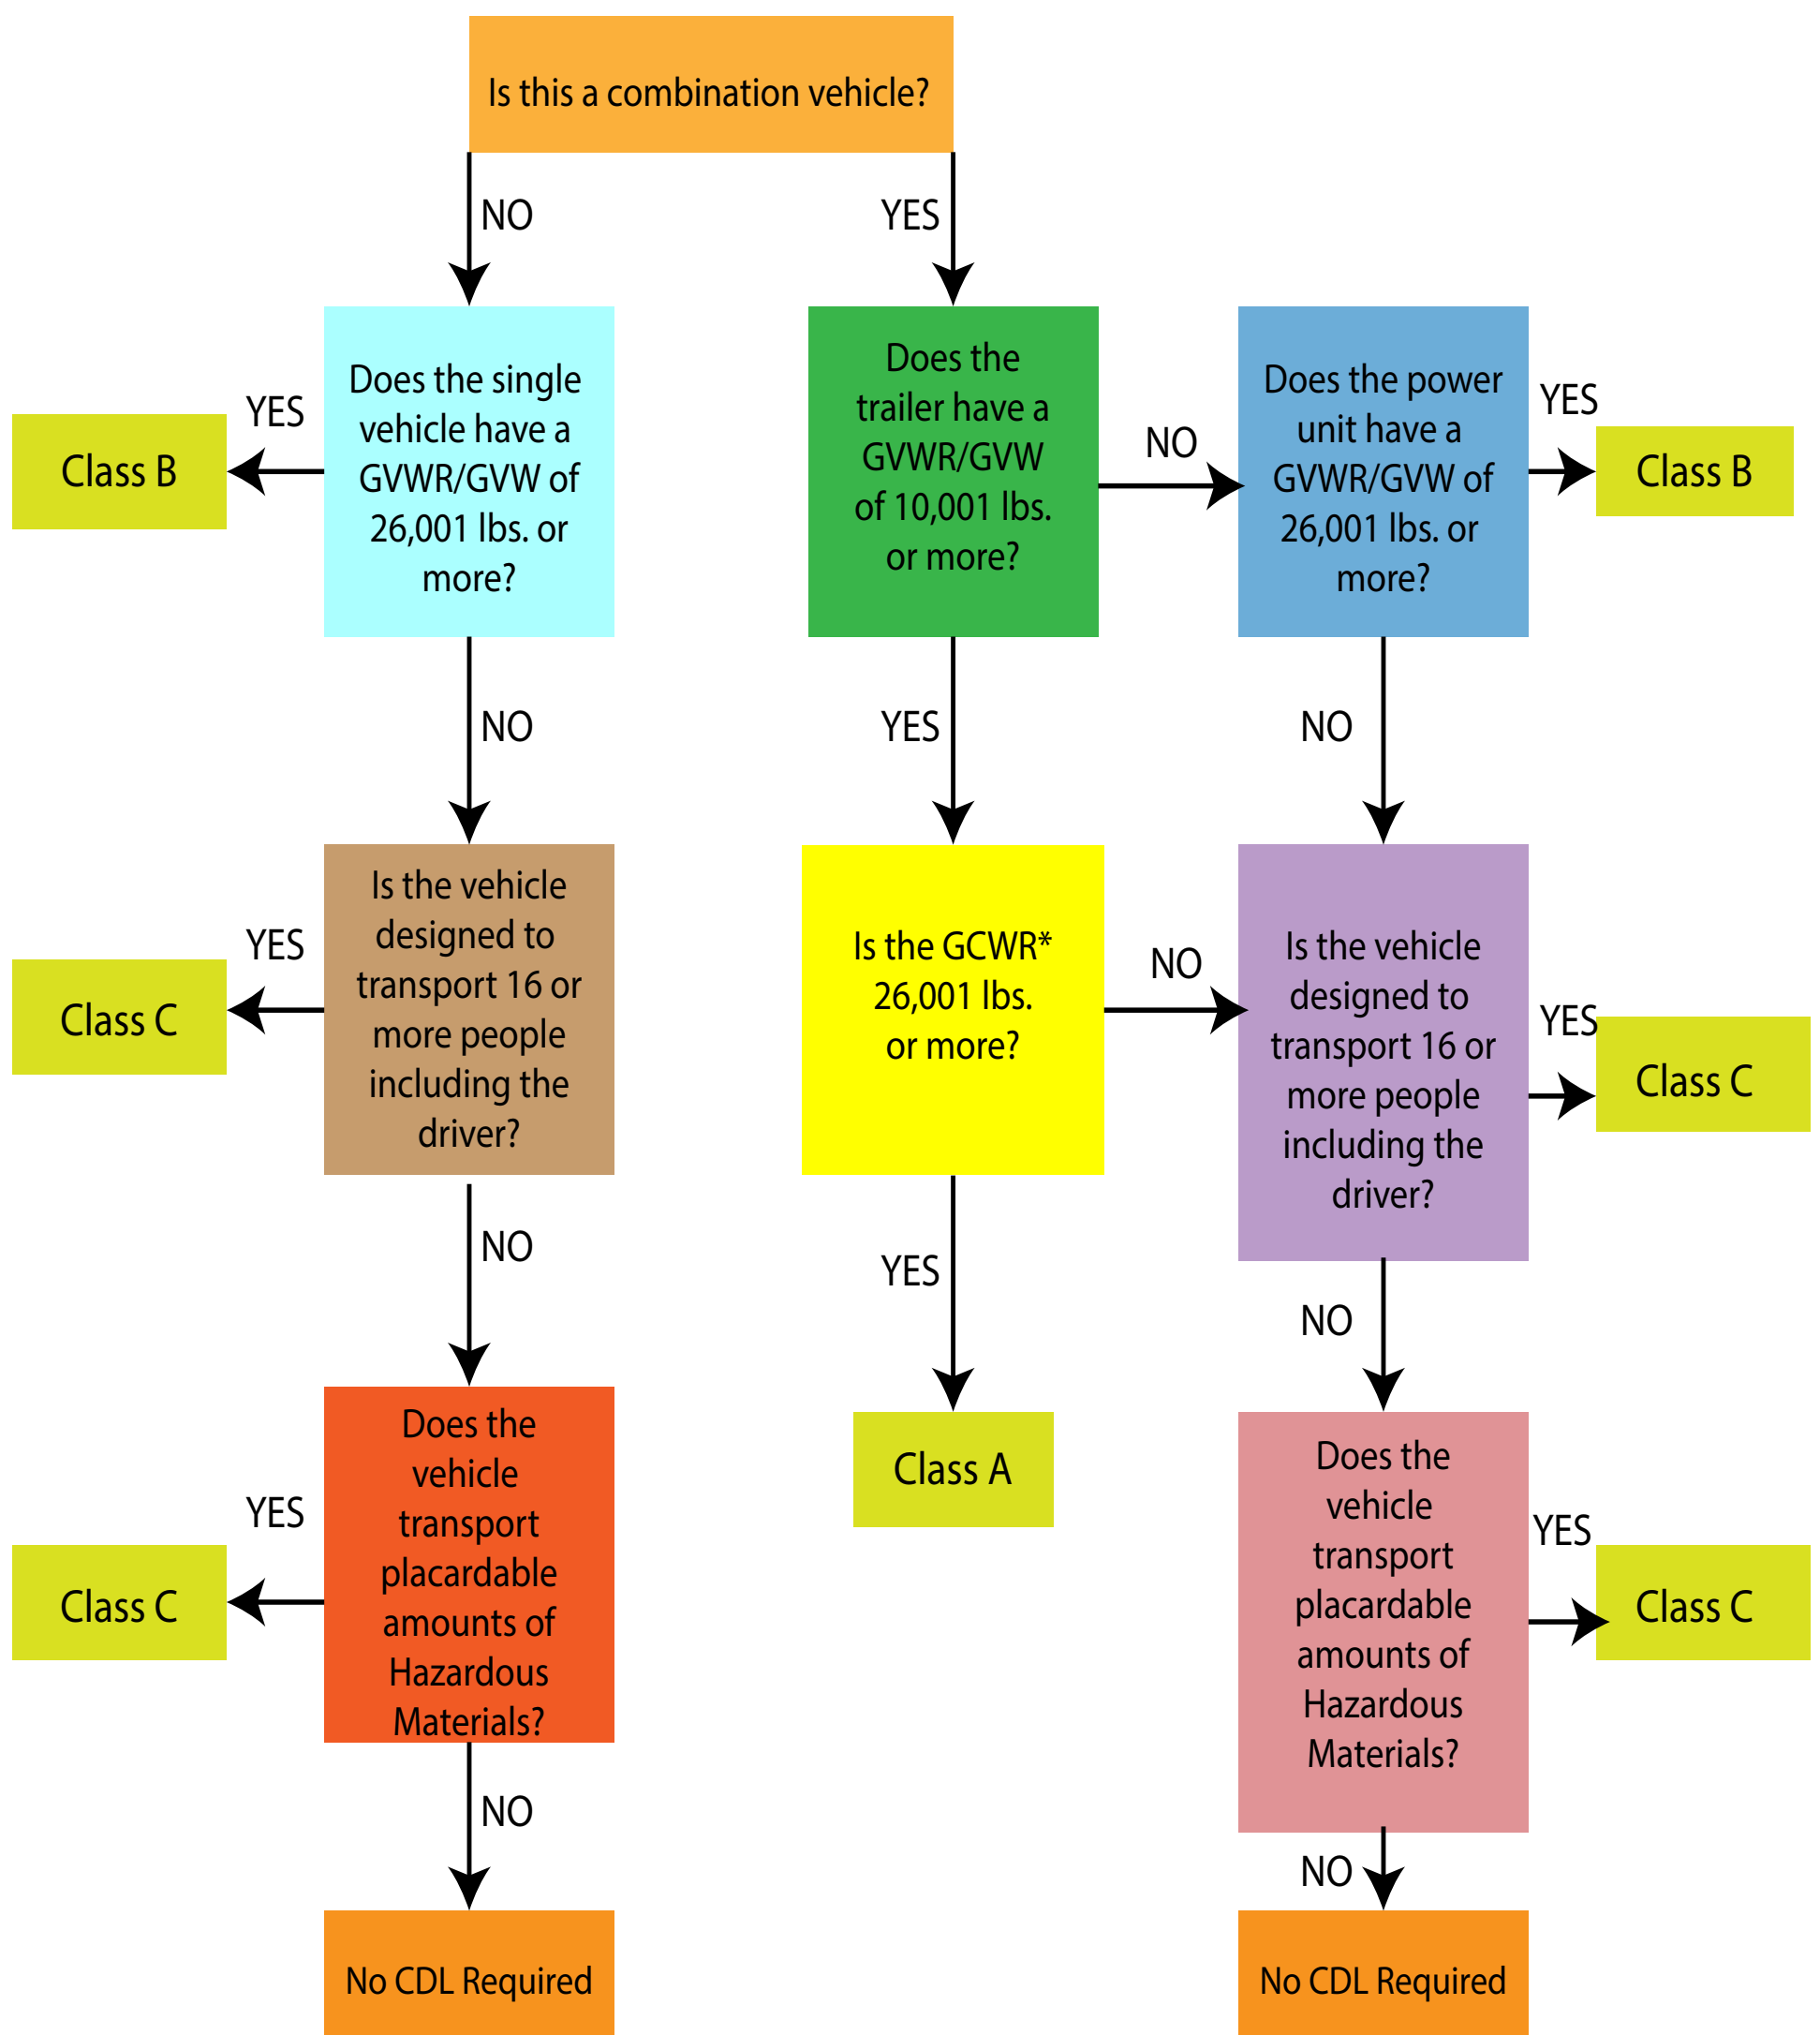 Is this a combination vehicle?
NO
YES
Does the single
vehicle have a
GVWR/GVW of
26,001 lbs. or
more?
YES
Class B
Does the
trailer have a
GVWR/GVW
of 10,001 lbs.
or more?
NO
Does the power
unit have a
GVWR/GVW of
26,001 lbs. or
more?
YES
Class B
NO
YES
NO
Is the vehicle
designed to
transport 16 or
more people
including the
driver?
YES
Class C
Is the GCWR*
26,001 lbs.
or more?
NO
Is the vehicle
designed to
transport 16 or
more people
including the
driver?
YES
Class C
NO
YES
NO
Does the
vehicle
transport
placardable
amounts of
Hazardous
Materials?
YES
Class C
Class A
Does the
vehicle
transport
placardable
amounts of
Hazardous
Materials?
YES
Class C
NO
NO
No CDL Required
No CDL Required